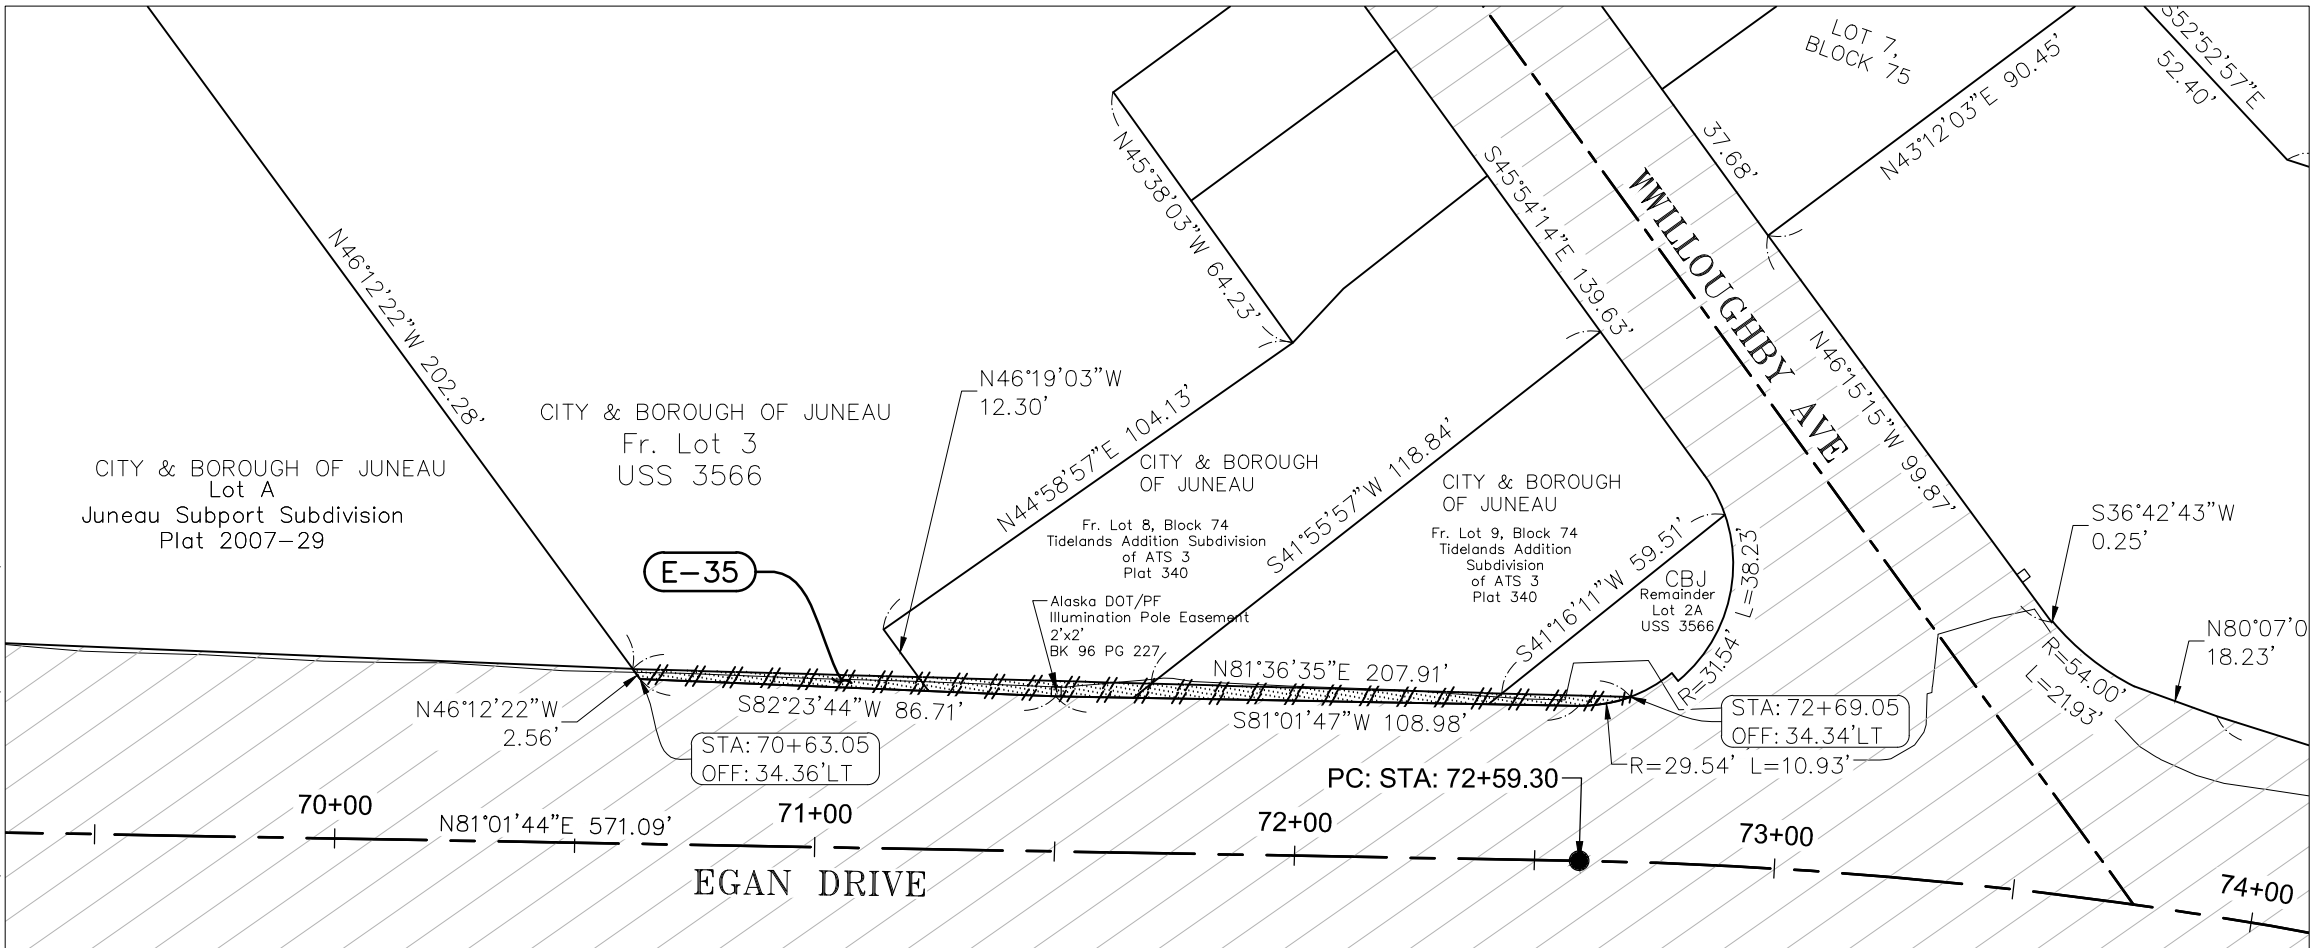 S52°52'57"E
52.40'
LOT 7,
BLOCK 75
N43°12'03"E 90.45'
37.68'
N45°38'03"W 64.23'
S45°54'14"E 139.63'
WWILLOUGHBY AVE
N46°12'22"W 202.28'
N46°15'15"W 99.87'
N46°19'03"W
12.30'
CITY & BOROUGH OF JUNEAU
Fr. Lot 3
USS 3566
CITY & BOROUGH OF JUNEAU
Lot A
Juneau Subport Subdivision
Plat 2007-29
N44°58'57"E 104.13'
CITY & BOROUGH
OF JUNEAU
Fr. Lot 8, Block 74
Tidelands Addition Subdivision
of ATS 3
Plat 340
S41°55'57"W 118.84'
CITY & BOROUGH
OF JUNEAU
Fr. Lot 9, Block 74
Tidelands Addition
Subdivision
of ATS 3
Plat 340
S41°16'11"W 59.51'
CBJ
Remainder
Lot 2A
USS 3566
L=38.23'
R=31.54'
S36°42'43"W
0.25'
N80°07'0
18.23'
R=54.00'
L=21.93'
E-35
Alaska DOT/PF
Illumination Pole Easement
2'x2'
BK 96 PG 227
N81°36'35"E 207.91'
N46°12'22"W
2.56'
S82°23'44"W 86.71'
S81°01'47"W 108.98'
STA: 70+63.05
OFF: 34.36'LT
STA: 72+69.05
OFF: 34.34'LT
R=29.54' L=10.93'
PC: STA: 72+59.30
70+00
N81°01'44"E 571.09'
71+00
72+00
73+00
74+00
EGAN DRIVE